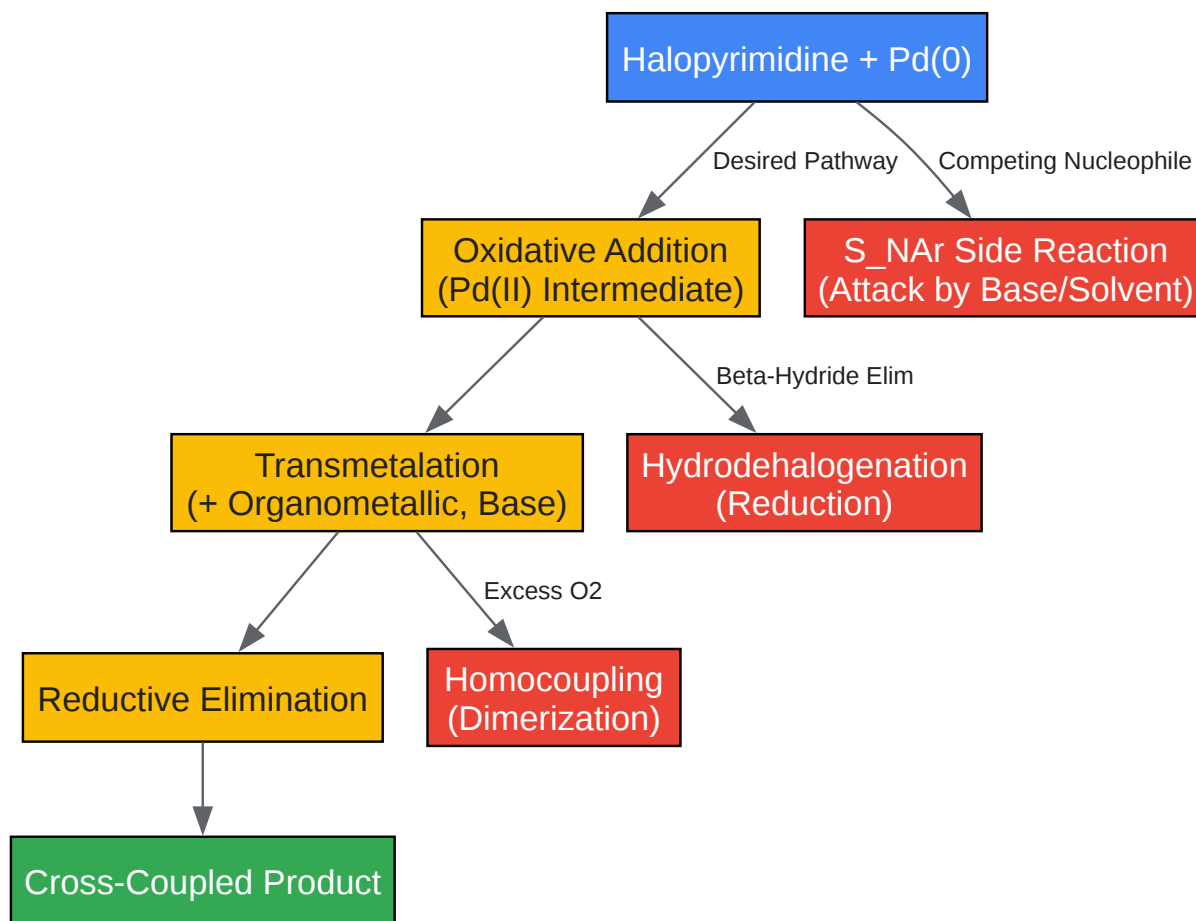 Halopyrimidine + Pd(0)
Desired Pathway
Competing Nucleophile
Oxidative Addition
(Pd(II) Intermediate)
S_NAr Side Reaction
(Attack by Base/Solvent)
Beta-Hydride Elim
Transmetalation
(+ Organometallic, Base)
Hydrodehalogenation
(Reduction)
Excess O2
Reductive Elimination
Homocoupling
(Dimerization)
Cross-Coupled Product